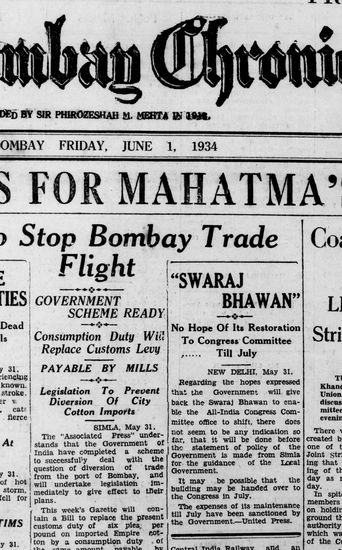 mbay Chronic
DED BY SIR PHIROZESHAH M. MEHTA IN 1913.
OMBAY FRIDAY, JUNE 1, 1934
S FOR MAHATMA'S
o Stop Bombay Trade
Flight
GOVERNMENT
SCHEME READY
Consumption Duty Will
Replace Customs Levy
PAYABLE BY MILLS
Legislation To Prevent
Diversion Of City
Cotton Imports
SIMLA, MAY 31.
The "Associated Press" under-
stands that the Government of
India have completed a scheme
to successfully deal with the
question of diversion of trade
from the port of Bombay, and
will undertake legislation im-
mediately to give effect to their
plans.
This week's Gazette will con-
tain a Bill to replace the present
customs duty of six pies per
pound on imported Empire cot-
ton by a consumption duty of
the same amount payable by
"SWARAJ
BHAWAN"
No Hope Of Its Restoration
To Congress Committee
Till July
NEW DELHI, May 31.
Regarding the hopes expressed
that the Government will give
back the Swaraj Bhawan to ena-
ble the All-India Congress Com-
mittee office to shift, there does
not seem to be any indication so
far, that it will be done before
the statement of policy of the
Government is made from Simla
for the guidance of the Local
Government.
It may be possible that the
building may be handed over to
the Congress in July.
The expenses of its maintenance
till July have been sanctioned by
the Government.—United Press.
Central India Railway and an